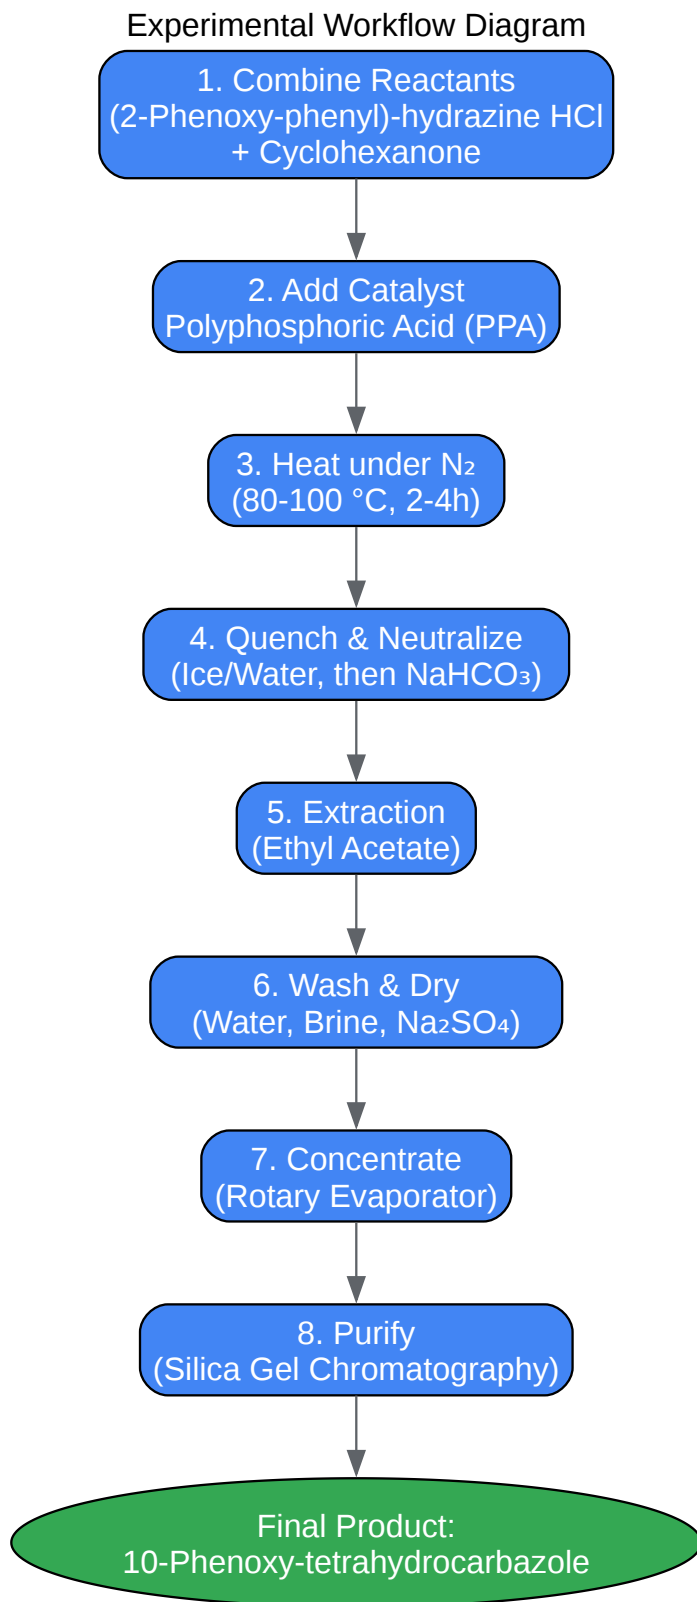 Experimental Workflow Diagram
1. Combine Reactants
(2-Phenoxy-phenyl)-hydrazine HCl
+ Cyclohexanone
2. Add Catalyst
Polyphosphoric Acid (PPA)
3. Heat under N₂
(80-100 °C, 2-4h)
4. Quench & Neutralize
(Ice/Water, then NaHCO₃)
5. Extraction
(Ethyl Acetate)
6. Wash & Dry
(Water, Brine, Na₂SO₄)
7. Concentrate
(Rotary Evaporator)
8. Purify
(Silica Gel Chromatography)
Final Product:
10-Phenoxy-tetrahydrocarbazole